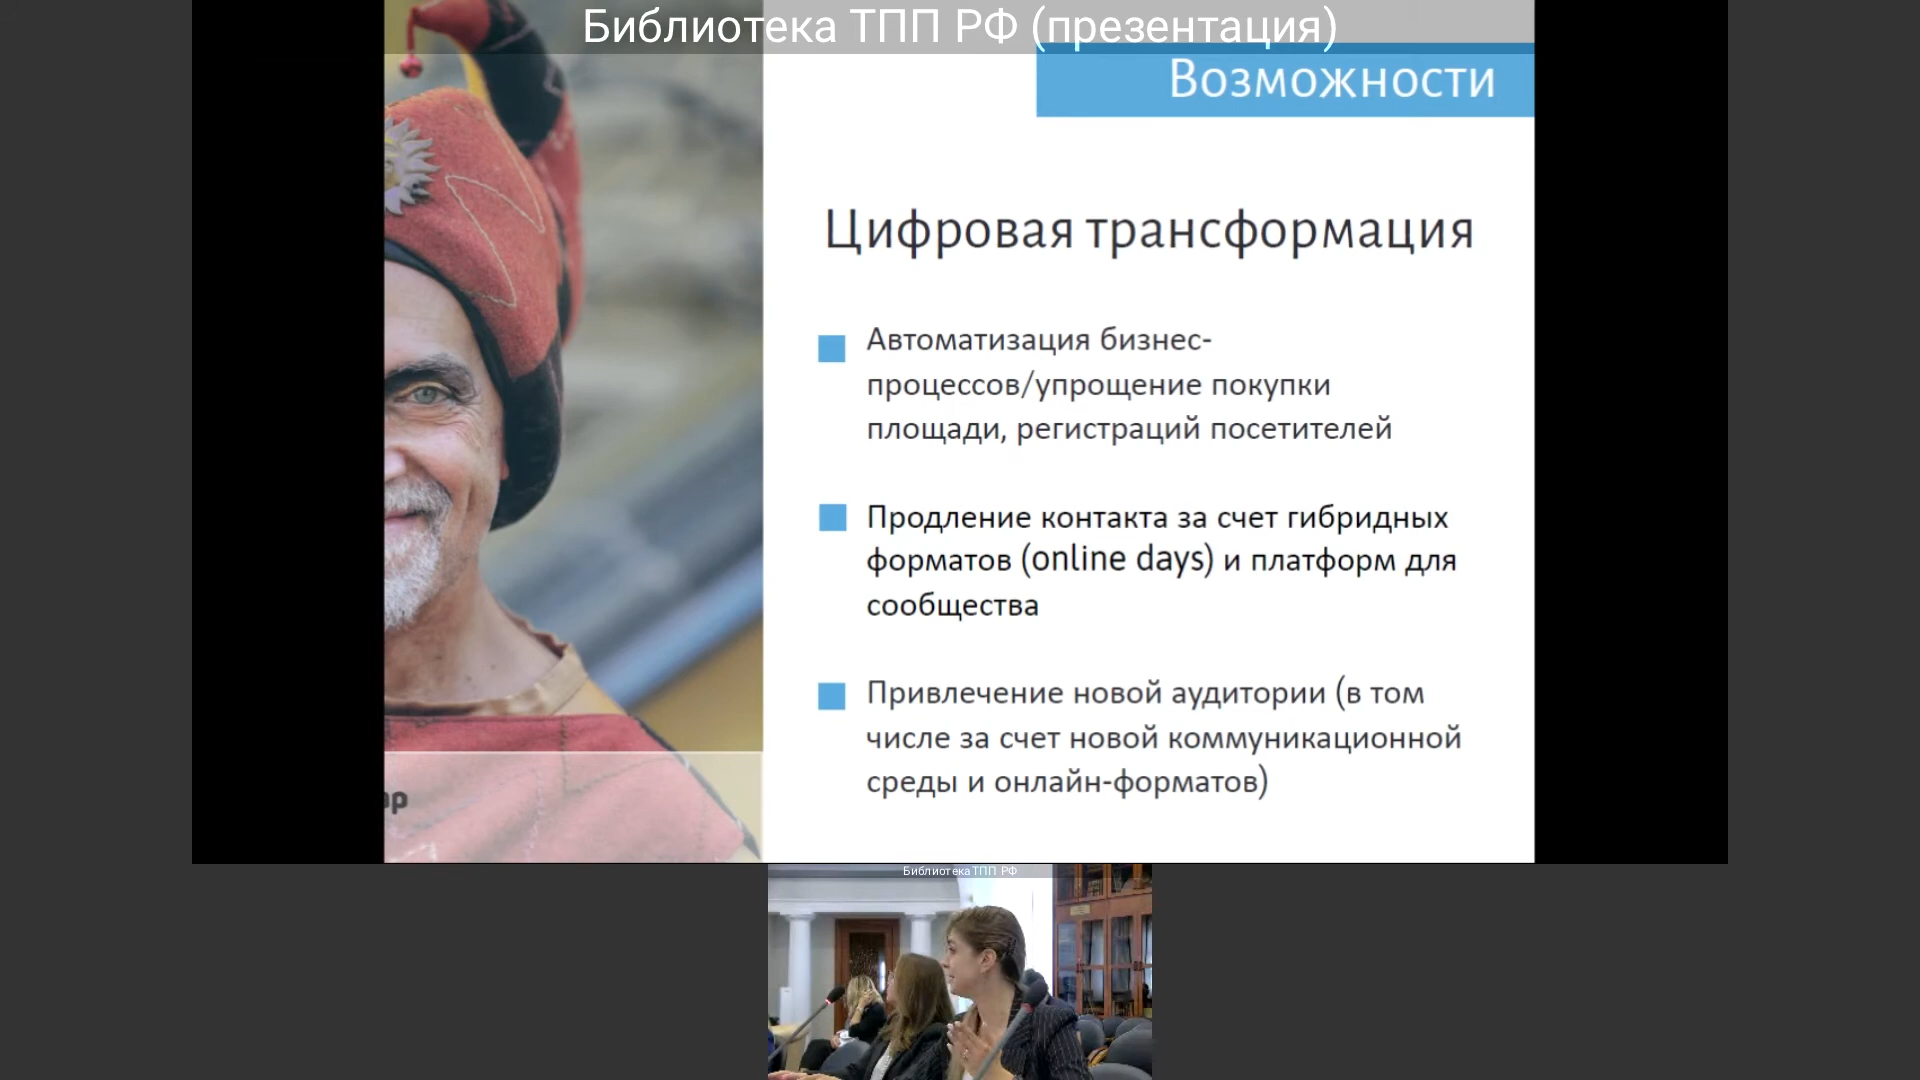 Библиотека ТПП РФ (презентация)
Возможности
Цифровая трансформация
Автоматизация бизнес-
процессов/упрощение покупки
площади, регистраций посетителей
Продление контакта за счет гибридных
форматов (online days) и платформ для
сообщества
Привлечение новой аудитории (в том
числе за счет новой коммуникационной
среды и онлайн-форматов)
Библиотека ТПП РФ